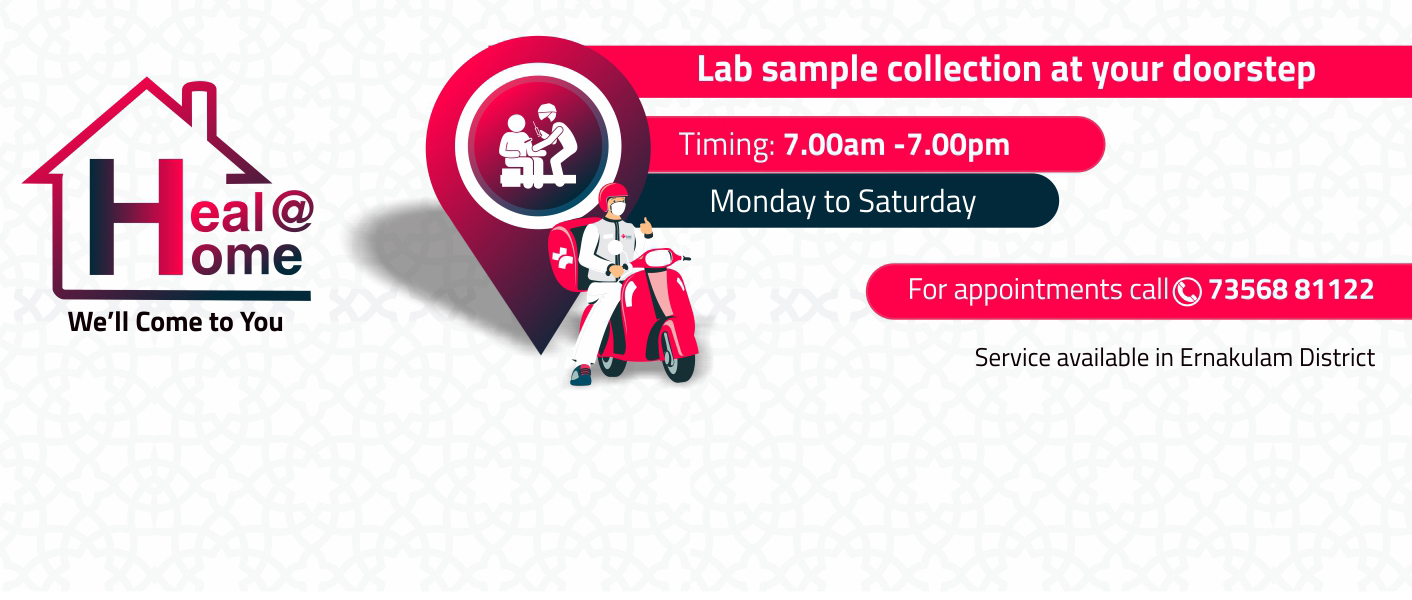 Heal@
Home
We'll Come to You
Lab sample collection at your doorstep
Timing: 7.00am -7.00pm
Monday to Saturday
For appointments call 73568 81122
Service available in Ernakulam District